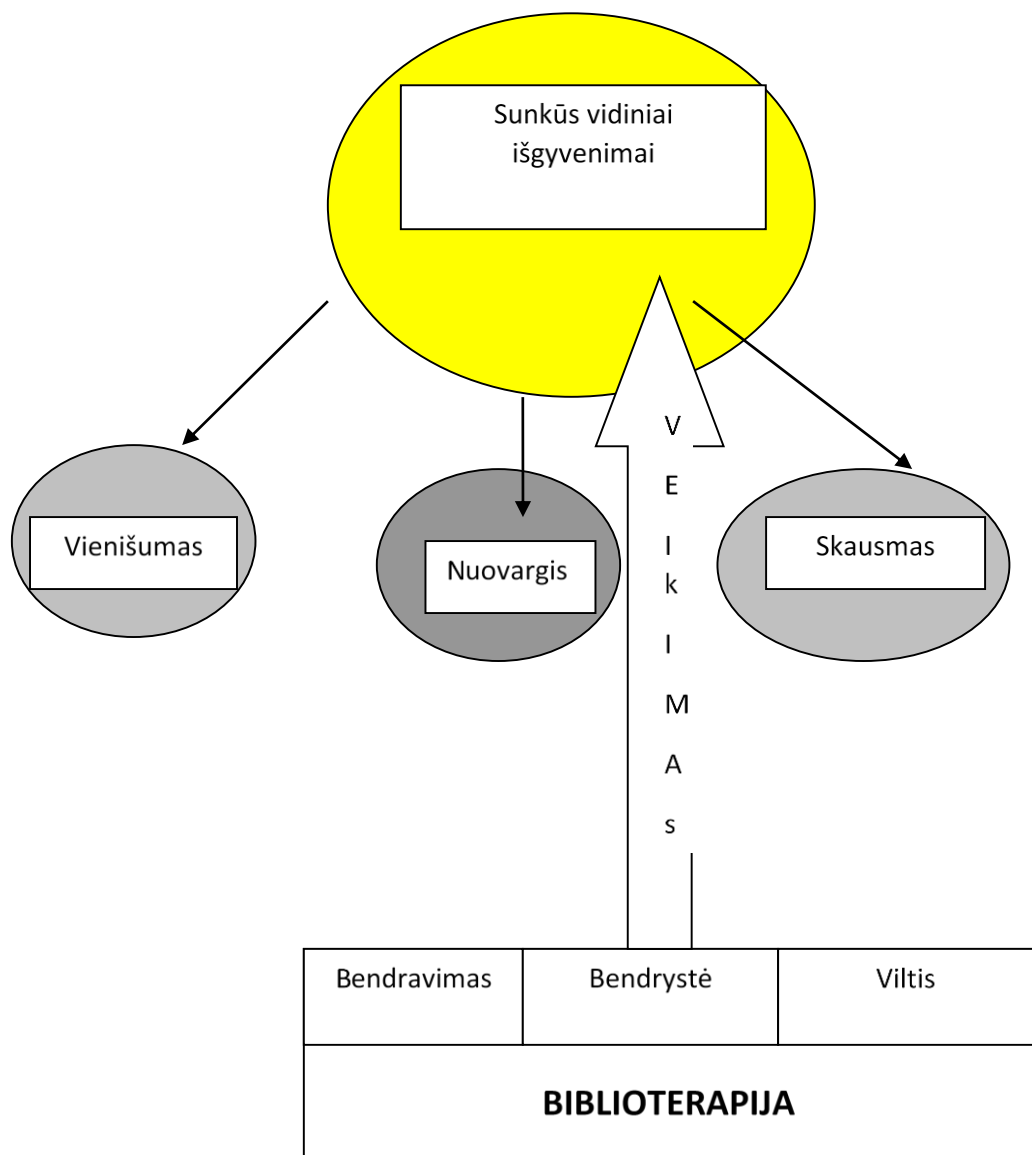 Sunkūs vidiniai
išgyvenimai
Vienišumas
Nuovargis
Skausmas
V
E
I
k
I
M
A
s
Bendravimas
Bendrystė
Viltis
BIBLIOTERAPIJA